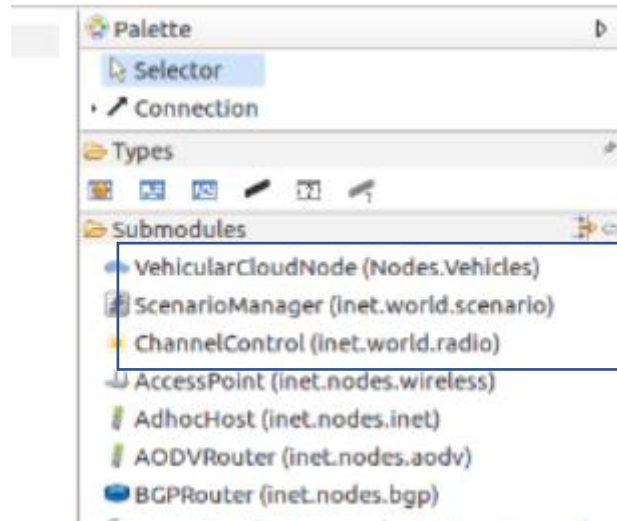 Palette
Selector
Connection
Types
Submodules
VehicularCloudNode (Nodes.Vehicles)
ScenarioManager (inet.world.scenario)
ChannelControl (inet.world.radio)
AccessPoint (inet.nodes.wireless)
AdhocHost (inet.nodes.inet)
AODVRouter (inet.nodes.aodv)
BGPRouter (inet.nodes.bgp)